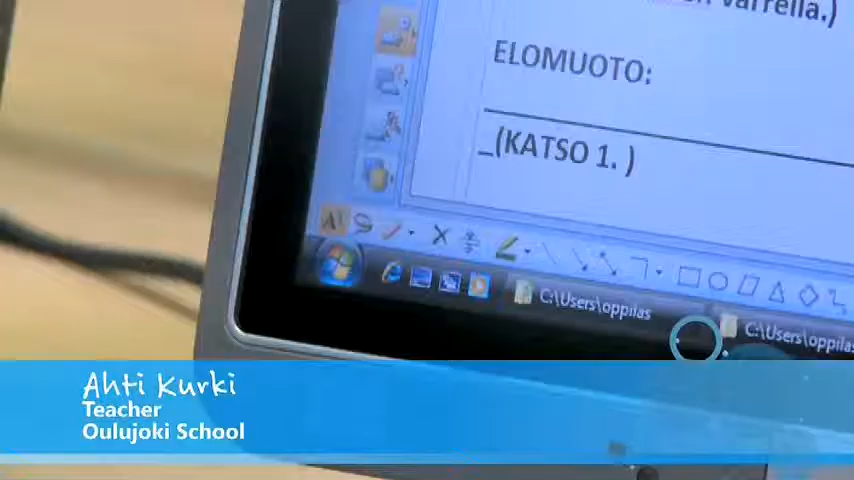 varrella.)
ELOMUOTO:
_(KATSO 1. )
C:\Users\oppilas
C:\Users\oppilas
Ahti Kurki
Teacher
Oulujoki School